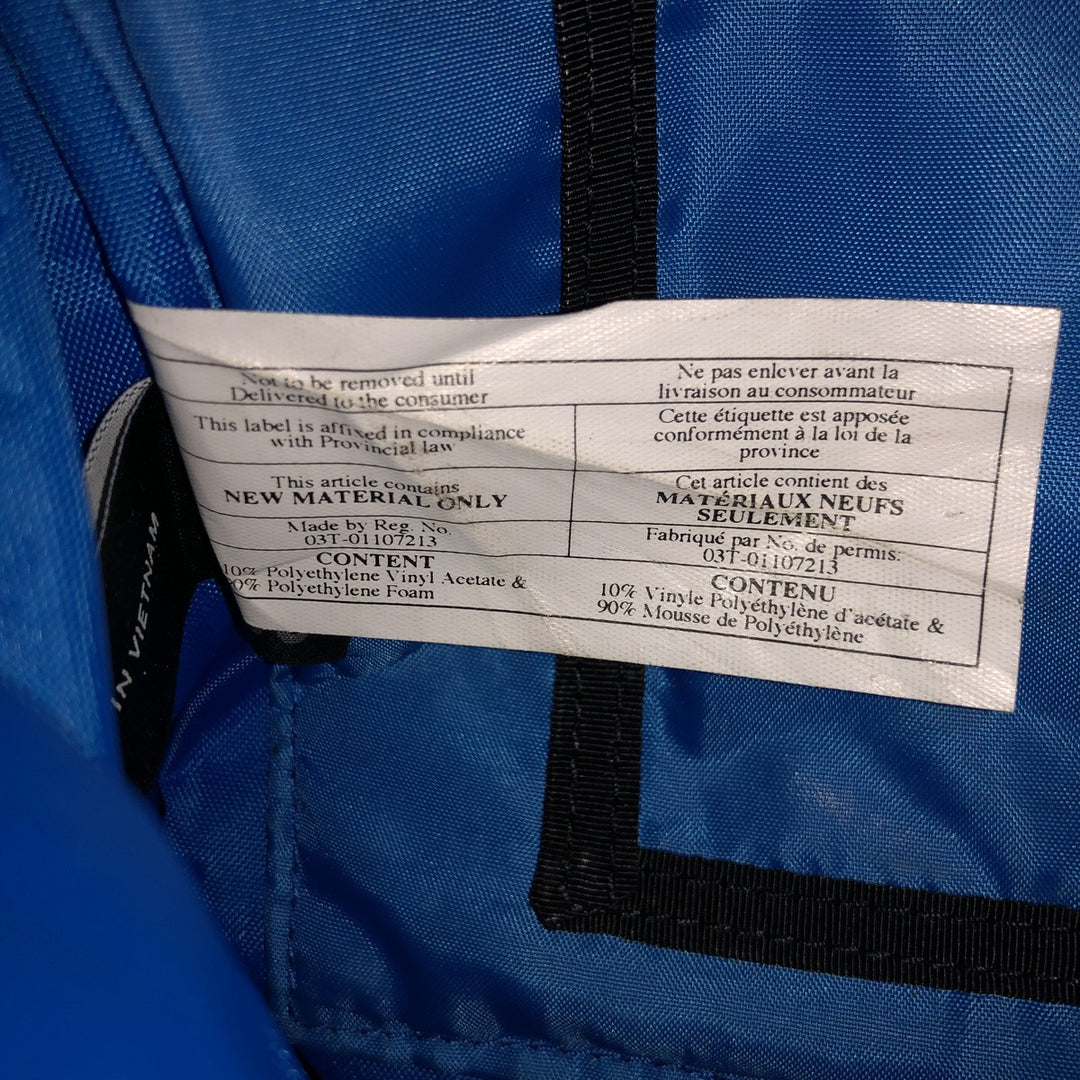 Not to be removed until
Delivered to the consumer
Ne pas enlever avant la
livraison au consommateur
This label is affixed in compliance
with Provincial law
Cette étiquette est apposée
conformément à la loi de la
province
This article contains
NEW MATERIAL ONLY
Cet article contient des
MATÉRIAUX NEUFS
SEULEMENT
Made by Reg. No.
03T-01107213
Fabriqué par No. de permis:
03T-01107213
CONTENT
10% Polyethylene Vinyl Acetate &
90% Polyethylene Foam
CONTENU
10% Vinyle Polyéthylène d'acétate &
90% Mousse de Polyéthylène
IN VIETNAM